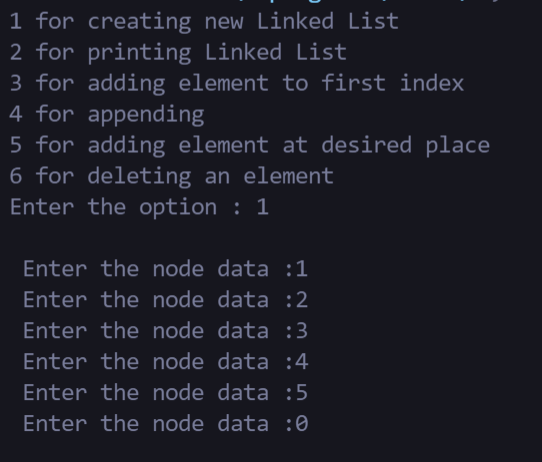 1 for creating new Linked List
2 for printing Linked List
3 for adding element to first index
4 for appending
5 for adding element at desired place
6 for deleting an element
Enter the option : 1
Enter the node data :1
Enter the node data :2
Enter the node data :3
Enter the node data :4
Enter the node data :5
Enter the node data :0